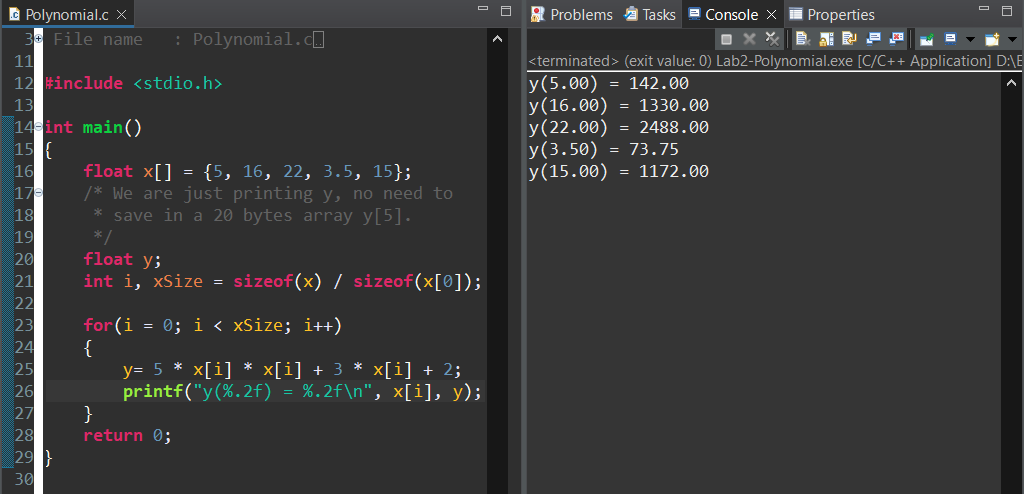 Polynomial.c
3 File name : Polynomial.c
11
12 #include <stdio.h>
13
14 int main()
15 {
16 float x[] = {5, 16, 22, 3.5, 15};
17 /* We are just printing y, no need to
18 * save in a 20 bytes array y[5].
19 */
20 float y;
21 int i, xSize = sizeof(x) / sizeof(x[0]);
22
23 for(i = 0; i < xSize; i++)
24 {
25 y= 5 * x[i] * x[i] + 3 * x[i] + 2;
26 printf("y(%.2f) = %.2f\n", x[i], y);
27 }
28 return 0;
29 }
30
Problems Tasks Console Properties
<terminated> (exit value: 0) Lab2-Polynomial.exe [C/C++ Application] D:\E
y(5.00) = 142.00
y(16.00) = 1330.00
y(22.00) = 2488.00
y(3.50) = 73.75
y(15.00) = 1172.00